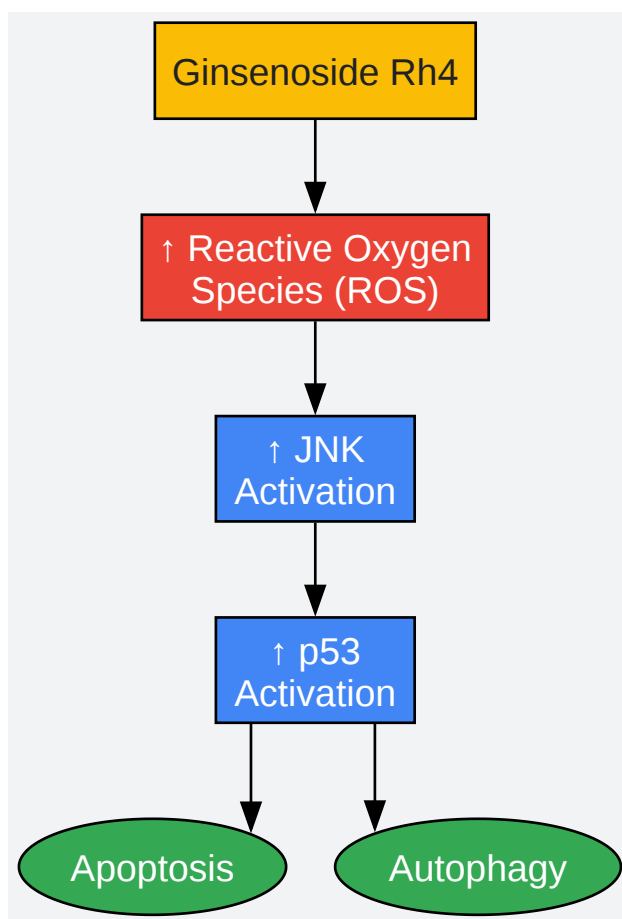 Ginsenoside Rh4
↑ Reactive Oxygen
Species (ROS)
↑ JNK
Activation
↑ p53
Activation
Apoptosis
Autophagy